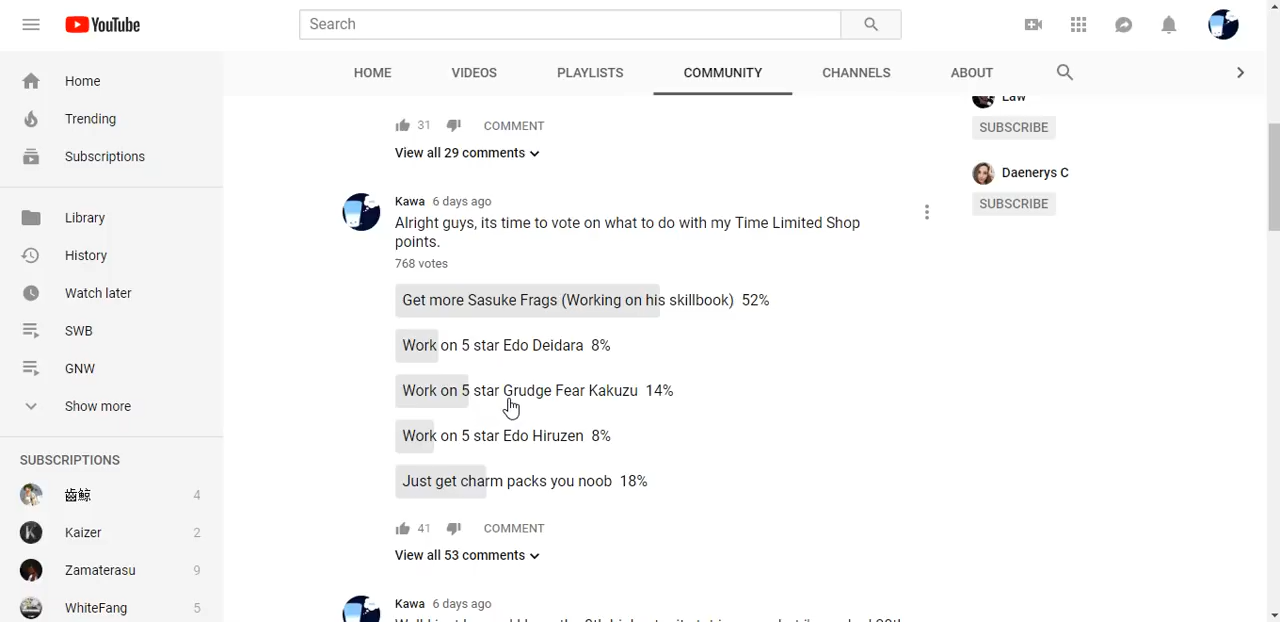 YouTube
Search
Home
Trending
Subscriptions
Library
History
Watch later
SWB
GNW
Show more
SUBSCRIPTIONS
齒鯨 4
Kaizer 2
Zamaterasu 9
WhiteFang 5
HOME VIDEOS PLAYLISTS COMMUNITY CHANNELS ABOUT
31 COMMENT
View all 29 comments
Kawa 6 days ago
Alright guys, its time to vote on what to do with my Time Limited Shop
points.
768 votes
Get more Sasuke Frags (Working on his skillbook) 52%
Work on 5 star Edo Deidara 8%
Work on 5 star Grudge Fear Kakuzu 14%
Work on 5 star Edo Hiruzen 8%
Just get charm packs you noob 18%
41 COMMENT
View all 53 comments
Kawa 6 days ago
Law
SUBSCRIBE
Daenerys C
SUBSCRIBE